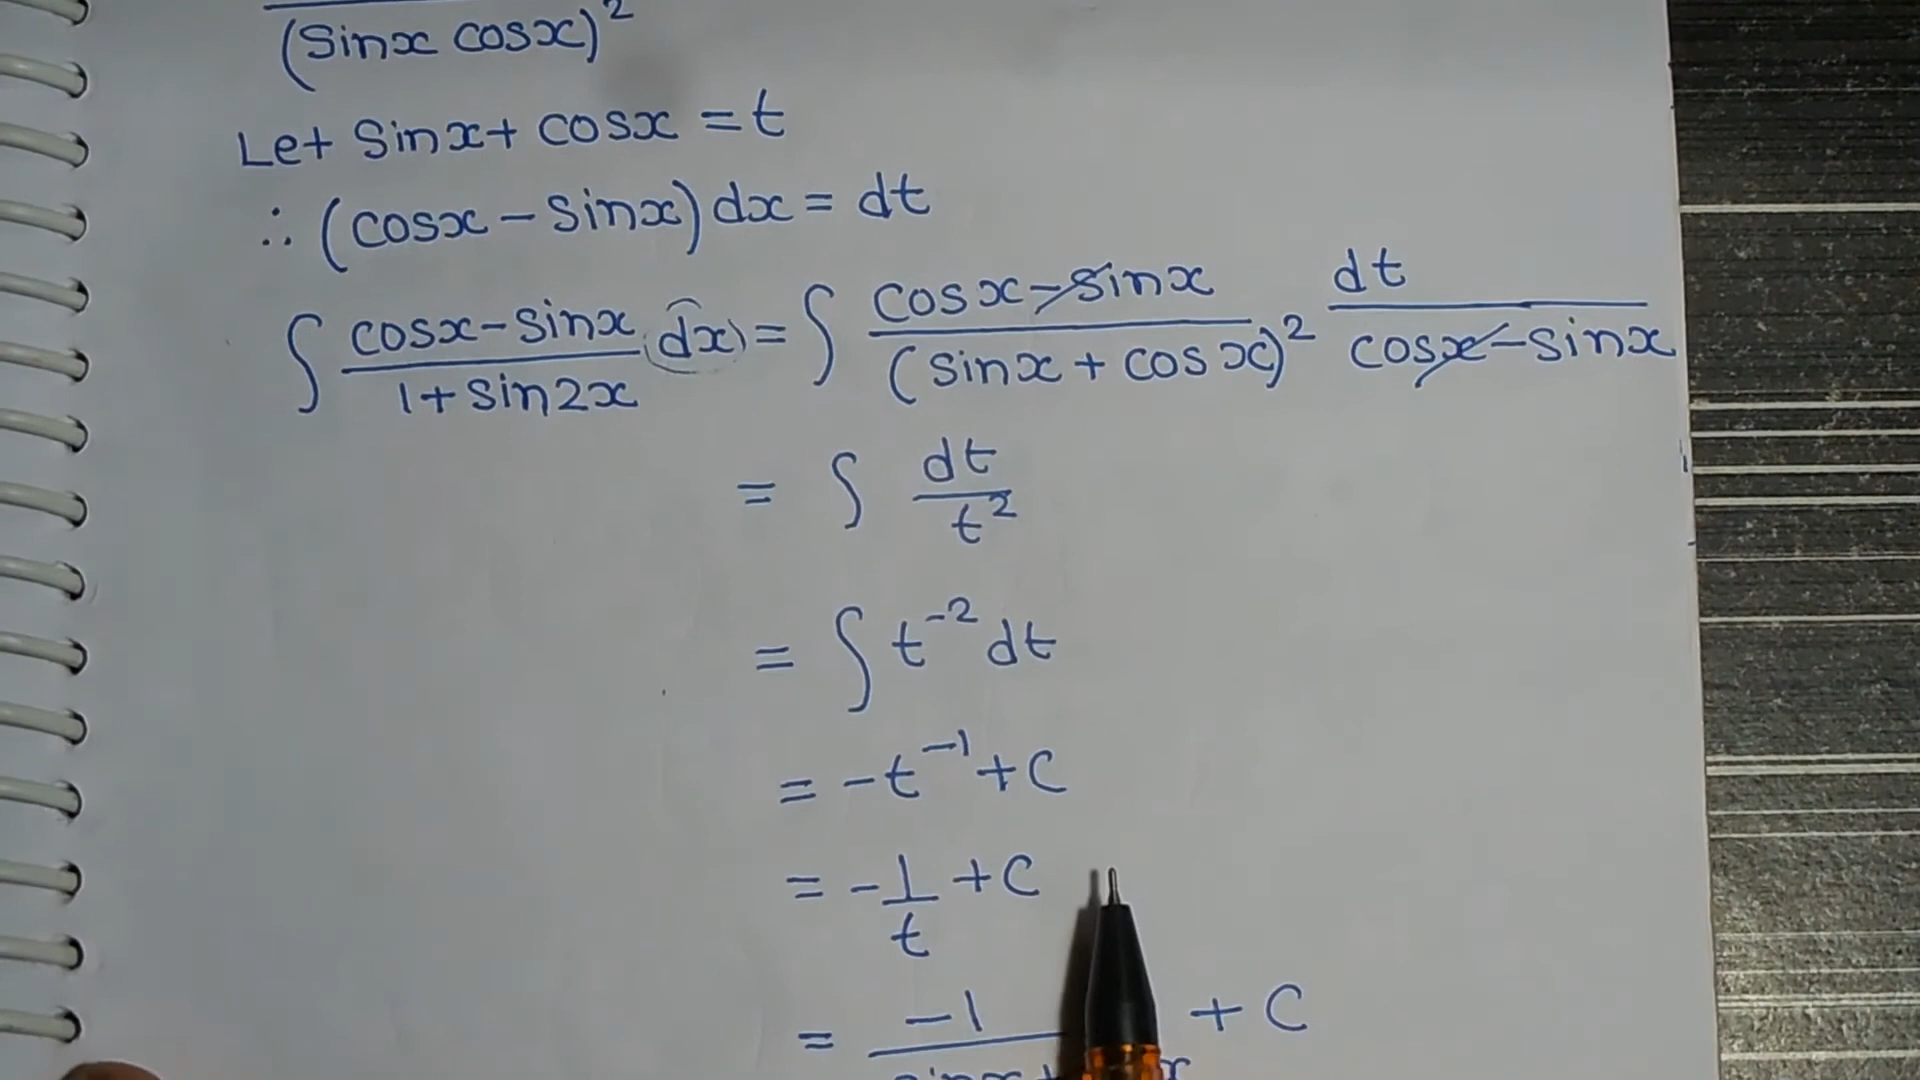 (sinx cosx)²
Let sinx + cosx = t
∴ (cosx - sinx) dx = dt
∫ cosx - sinx / 1 + sin2x (dx) = ∫ cosx - sinx / (sinx + cosx)² dt / cosx - sinx
= ∫ dt / t²
= ∫ t⁻² dt
= -t⁻¹ + C
= -1/t + C
= -1 / sinx + x + C